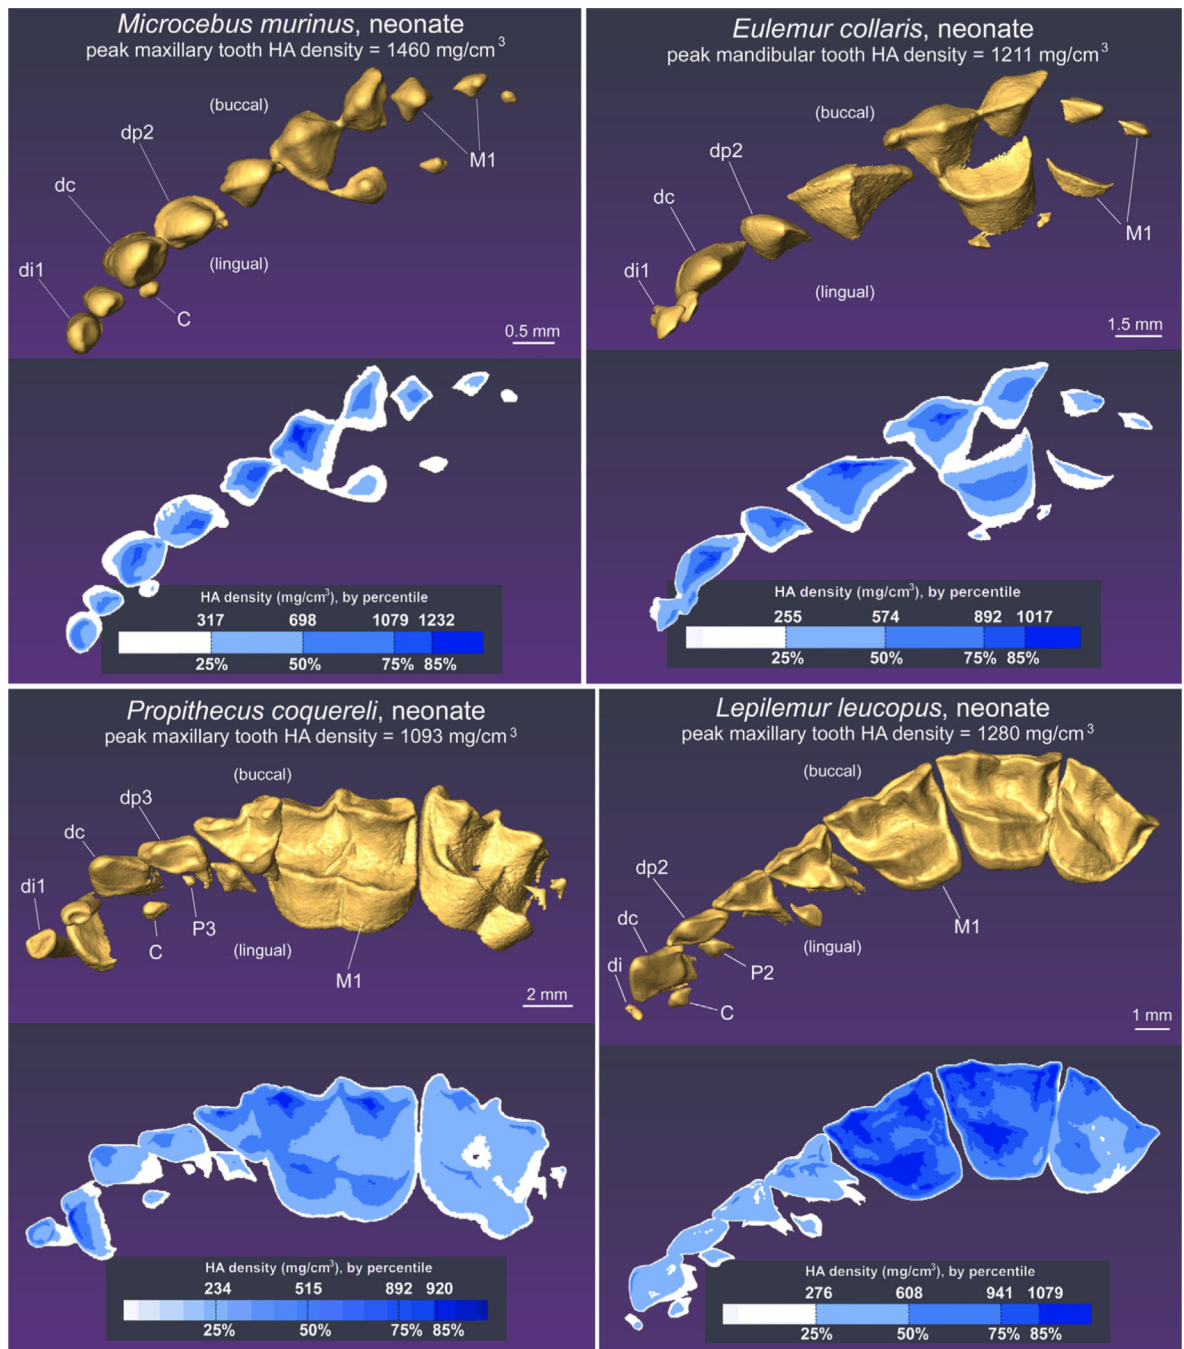 Microcebus murinus, neonate
peak maxillary tooth HA density = 1460 mg/cm³
(buccal)
dp2
M1
dc
(lingual)
di1
C
0.5 mm
HA density (mg/cm³), by percentile
317 698 1079 1232
25% 50% 75% 85%
Eulemur collaris, neonate
peak mandibular tooth HA density = 1211 mg/cm³
(buccal)
dp2
dc
M1
di1
(lingual)
1.5 mm
HA density (mg/cm³), by percentile
255 574 892 1017
25% 50% 75% 85%
Propithecus coquereli, neonate
peak maxillary tooth HA density = 1093 mg/cm³
(buccal)
dp3
dc
di1
P3
C
(lingual)
M1
2 mm
HA density (mg/cm³), by percentile
234 515 892 920
25% 50% 75% 85%
Lepilemur leucopus, neonate
peak maxillary tooth HA density = 1280 mg/cm³
(buccal)
dp2
dc
M1
(lingual)
di
P2
C
1 mm
HA density (mg/cm³), by percentile
276 608 941 1079
25% 50% 75% 85%